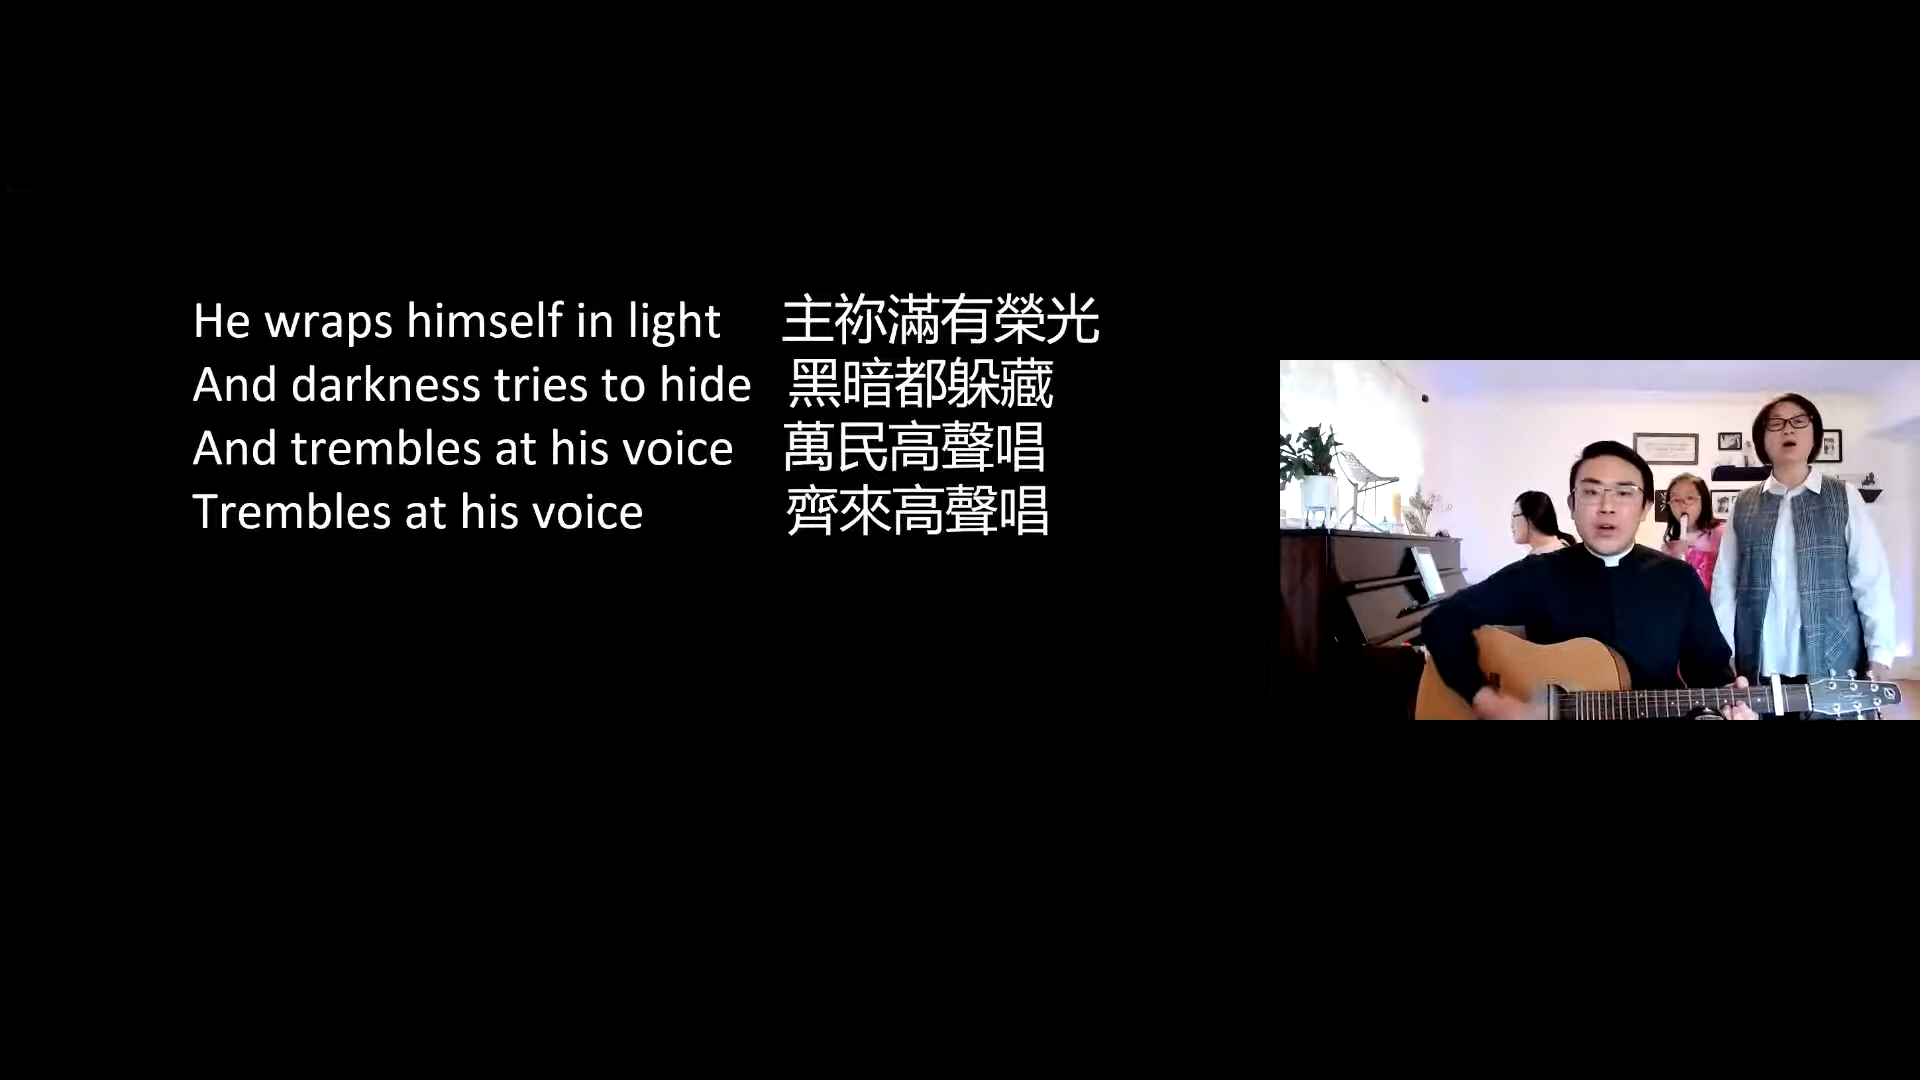 He wraps himself in light 主祢滿有榮光
And darkness tries to hide 黑暗都躲藏
And trembles at his voice 萬民高聲唱
Trembles at his voice 齊來高聲唱